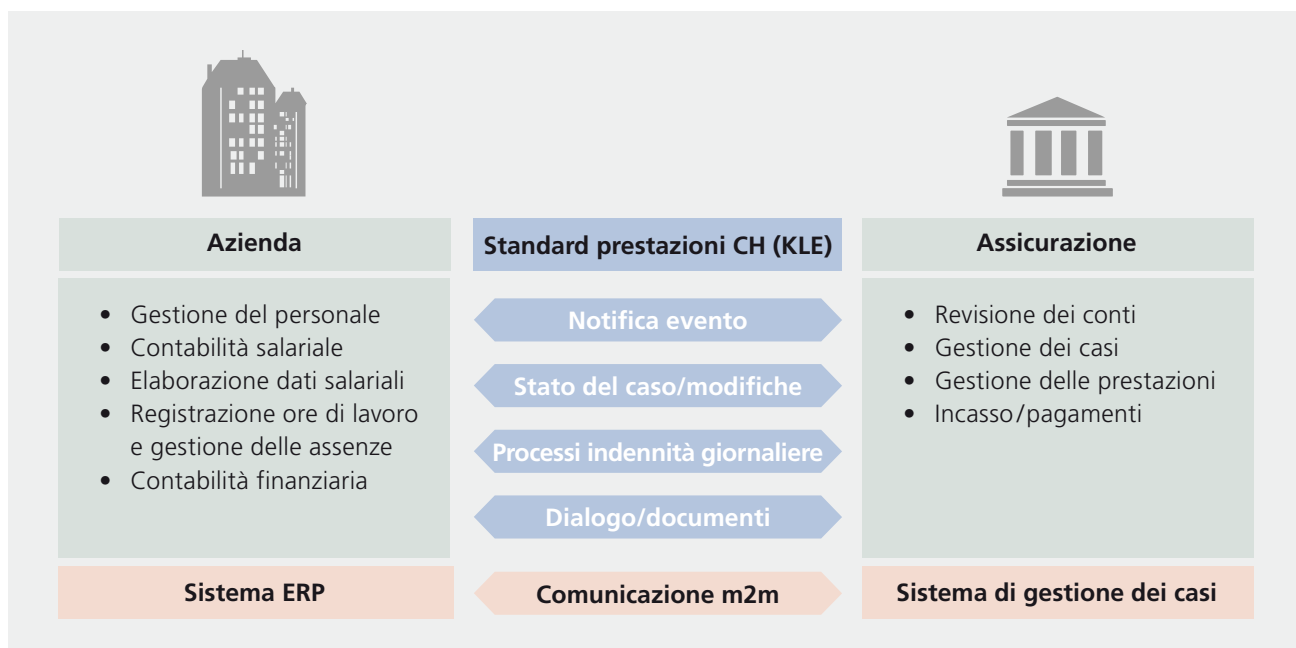 Azienda
• Gestione del personale
• Contabilità salariale
• Elaborazione dati salariali
• Registrazione ore di lavoro
e gestione delle assenze
• Contabilità finanziaria
Sistema ERP
Standard prestazioni CH (KLE)
Notifica evento
Stato del caso/modifiche
Processi indennità giornaliere
Dialogo/documenti
Comunicazione m2m
Assicurazione
• Revisione dei conti
• Gestione dei casi
• Gestione delle prestazioni
• Incasso/pagamenti
Sistema di gestione dei casi